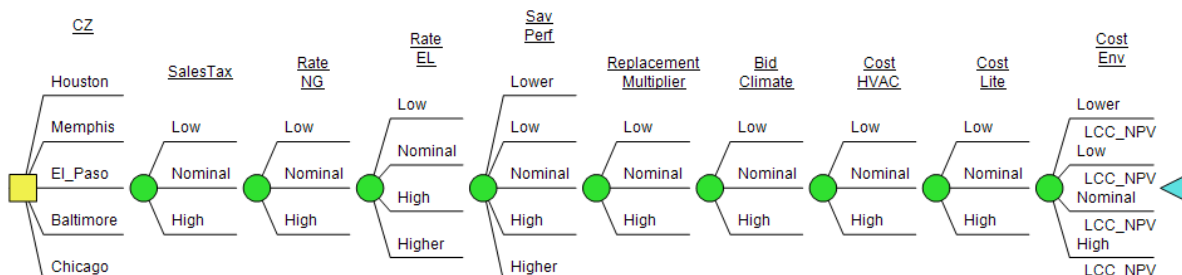 CZ
Houston
Memphis
El_Paso
Baltimore
Chicago
SalesTax
Low
Nominal
High
Rate
NG
Low
Nominal
High
Rate
EL
Low
Nominal
High
Higher
Sav
Perf
Lower
Low
Nominal
High
Higher
Replacement
Multiplier
Low
Nominal
High
Bid
Climate
Low
Nominal
High
Cost
HVAC
Low
Nominal
High
Cost
Lite
Low
Nominal
High
Cost
Env
Lower
LCC_NPV
Low
LCC_NPV
Nominal
LCC_NPV
High
LCC_NPV